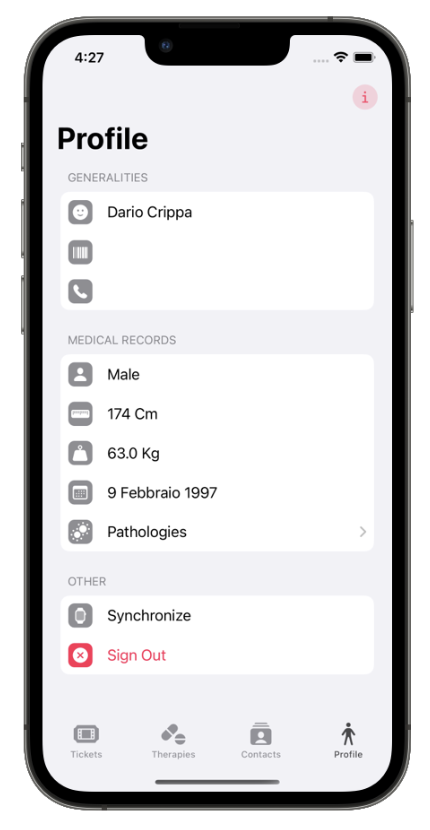 4:27
i
Profile
GENERALITIES
Dario Crippa
MEDICAL RECORDS
Male
174 Cm
63.0 Kg
9 Febbraio 1997
Pathologies
OTHER
Synchronize
Sign Out
Tickets Therapies Contacts Profile